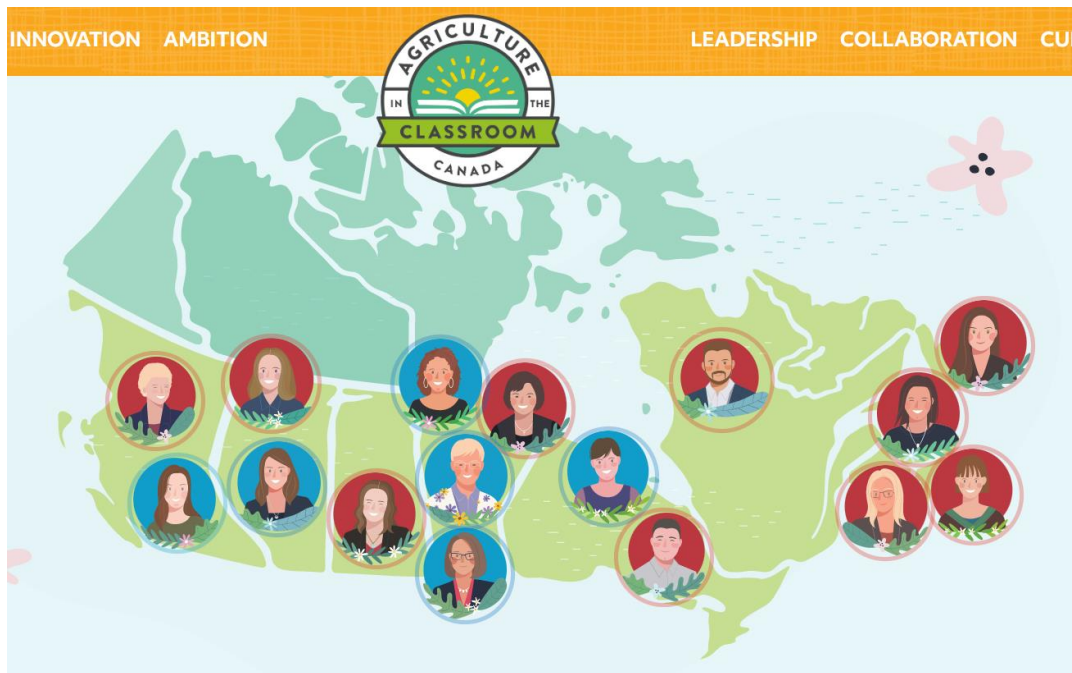 INNOVATION AMBITION
LEADERSHIP COLLABORATION
AGRICULTURE
IN THE
CLASSROOM
CANADA